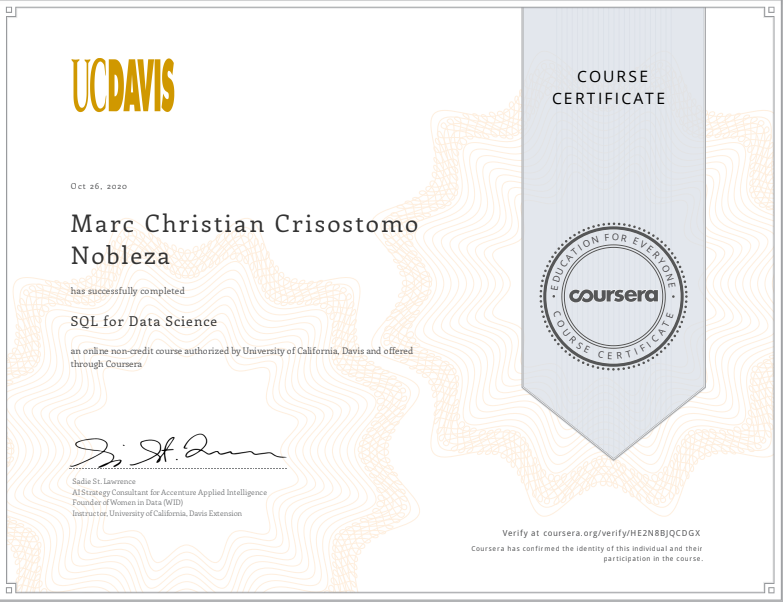 UCDAVIS
COURSE
CERTIFICATE
Oct 26, 2020
Marc Christian Crisostomo
Nobleza
has successfully completed
SQL for Data Science
an online non-credit course authorized by University of California, Davis and offered
through Coursera
EDUCATION FOR EVERYONE
coursera
COURSE CERTIFICATE
Sadie St. Lawrence
AI Strategy Consultant for Accenture Applied Intelligence
Founder of Women in Data (WID)
Instructor, University of California, Davis Extension
Verify at coursera.org/verify/HE2N8BJQCDGX
Coursera has confirmed the identity of this individual and their
participation in the course.